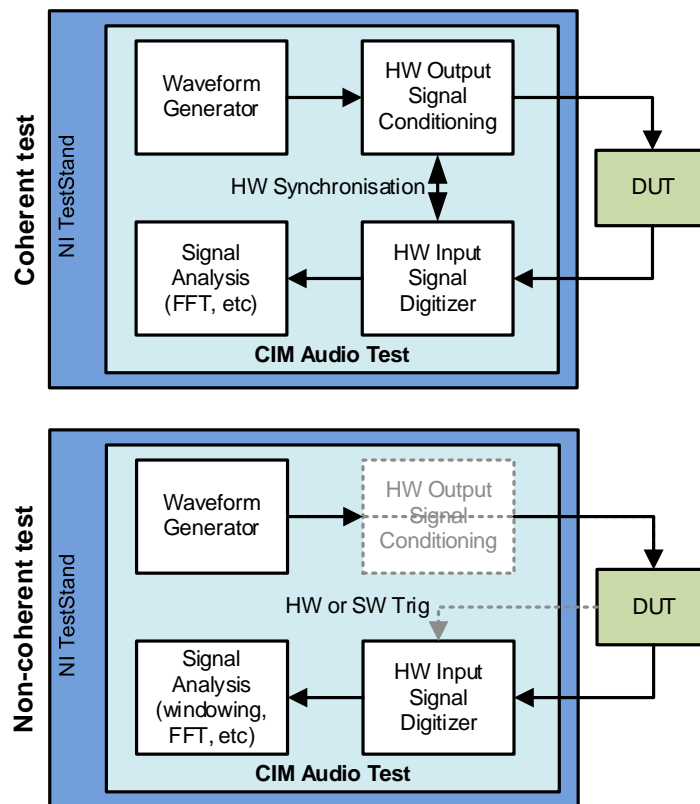 Coherent test
NI TestStand
Waveform
Generator
HW Output
Signal
Conditioning
HW Synchronisation
DUT
Signal
Analysis
(FFT, etc)
HW Input
Signal
Digitizer
CIM Audio Test
Non-coherent test
NI TestStand
Waveform
Generator
HW Output
Signal
Conditioning
HW or SW Trig
DUT
Signal
Analysis
(windowing,
FFT, etc)
HW Input
Signal
Digitizer
CIM Audio Test